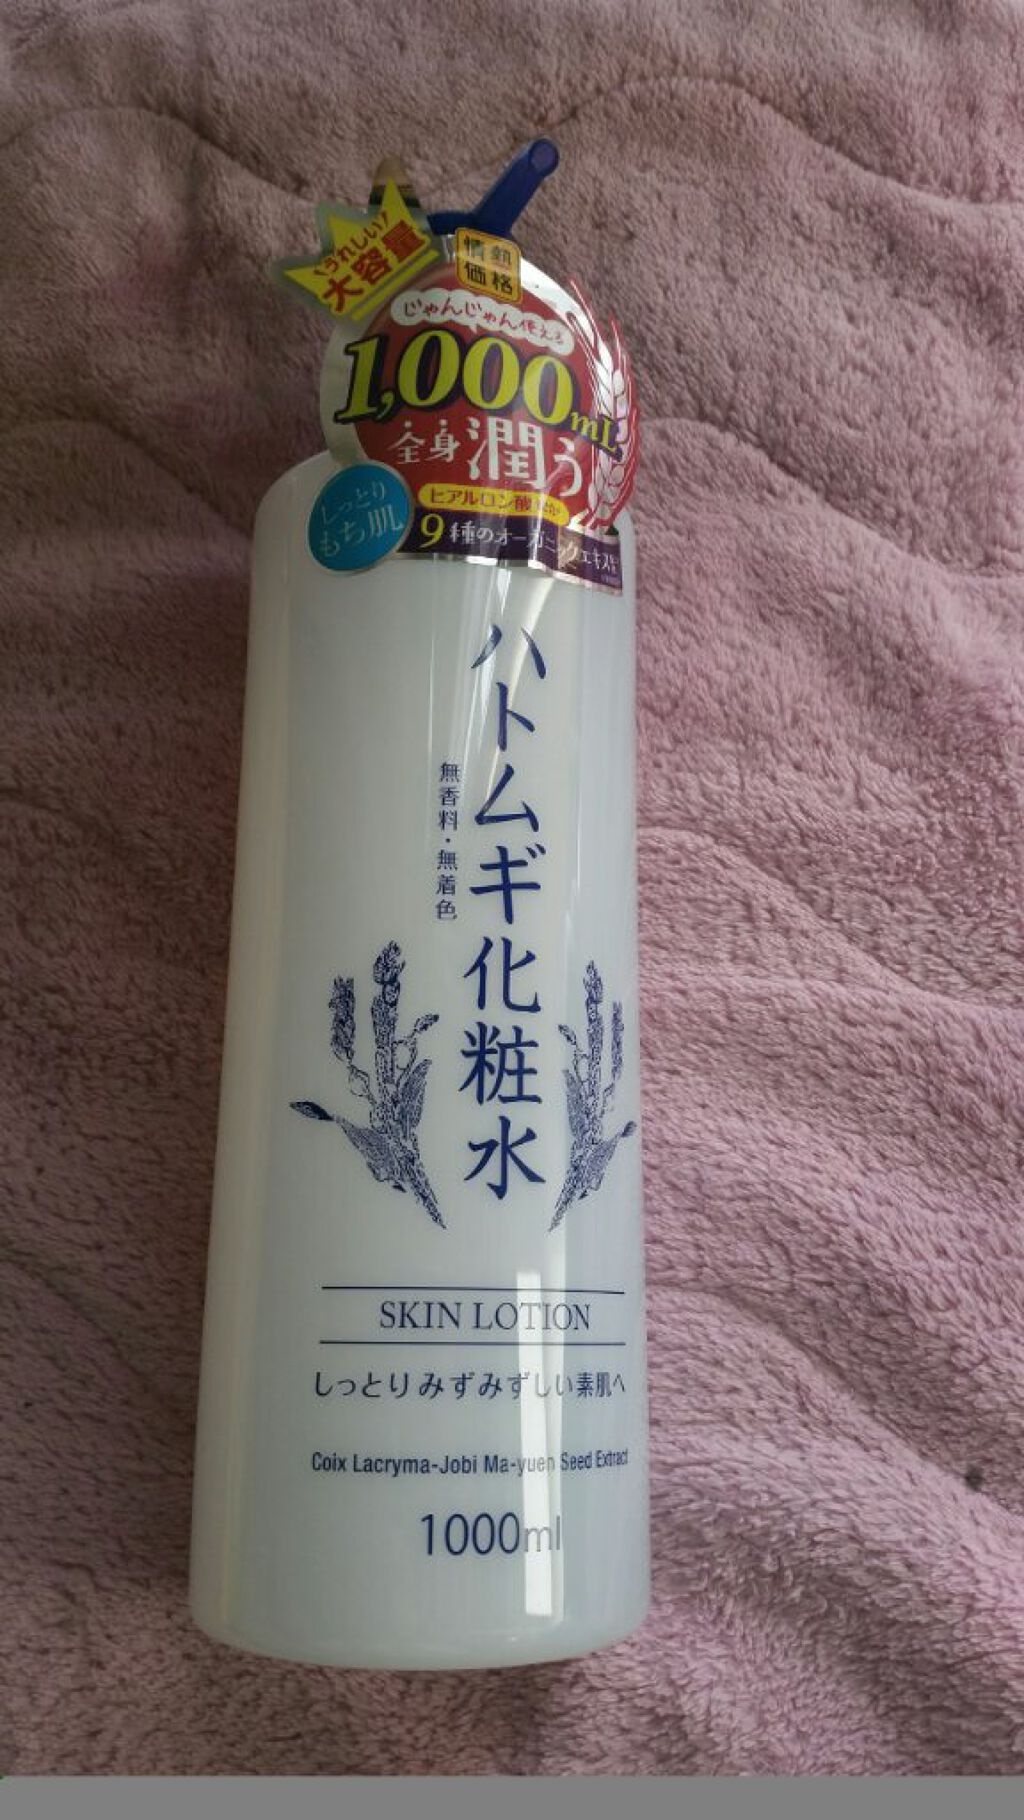 うれしい!
大容量
情熱
価格
じゃんじゃん使える
1,000mL
全身潤う
しっとり
もち肌
ヒアルロン酸
9種のオーガニックエキス
ハトムギ化粧水
無香料・無着色
SKIN LOTION
しっとりみずみずしい素肌へ
Coix Lacryma-Jobi Ma-yuen Seed Extract
1000ml